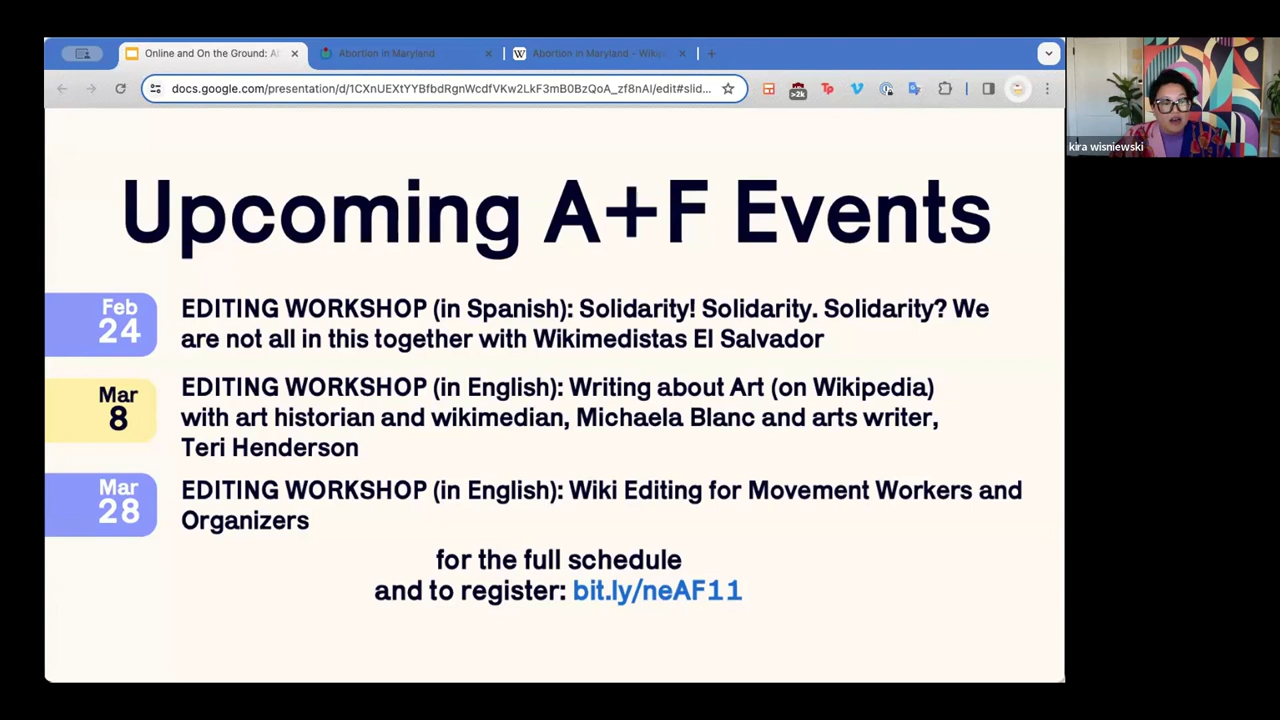 Online and On the Ground: A
Abortion in Maryland
Abortion in Maryland - Wiki
docs.google.com/presentation/d/1CXnUEXtYYBfbdRgnWcdfVKw2LkF3mB0BzQoA_zf8nAI/edit#slid...
>2k
kira wisniewski
Upcoming A+F Events
Feb
24
EDITING WORKSHOP (in Spanish): Solidarity! Solidarity. Solidarity? We
are not all in this together with Wikimedistas El Salvador
Mar
8
EDITING WORKSHOP (in English): Writing about Art (on Wikipedia)
with art historian and wikimedian, Michaela Blanc and arts writer,
Teri Henderson
Mar
28
EDITING WORKSHOP (in English): Wiki Editing for Movement Workers and
Organizers
for the full schedule
and to register: bit.ly/neAF11